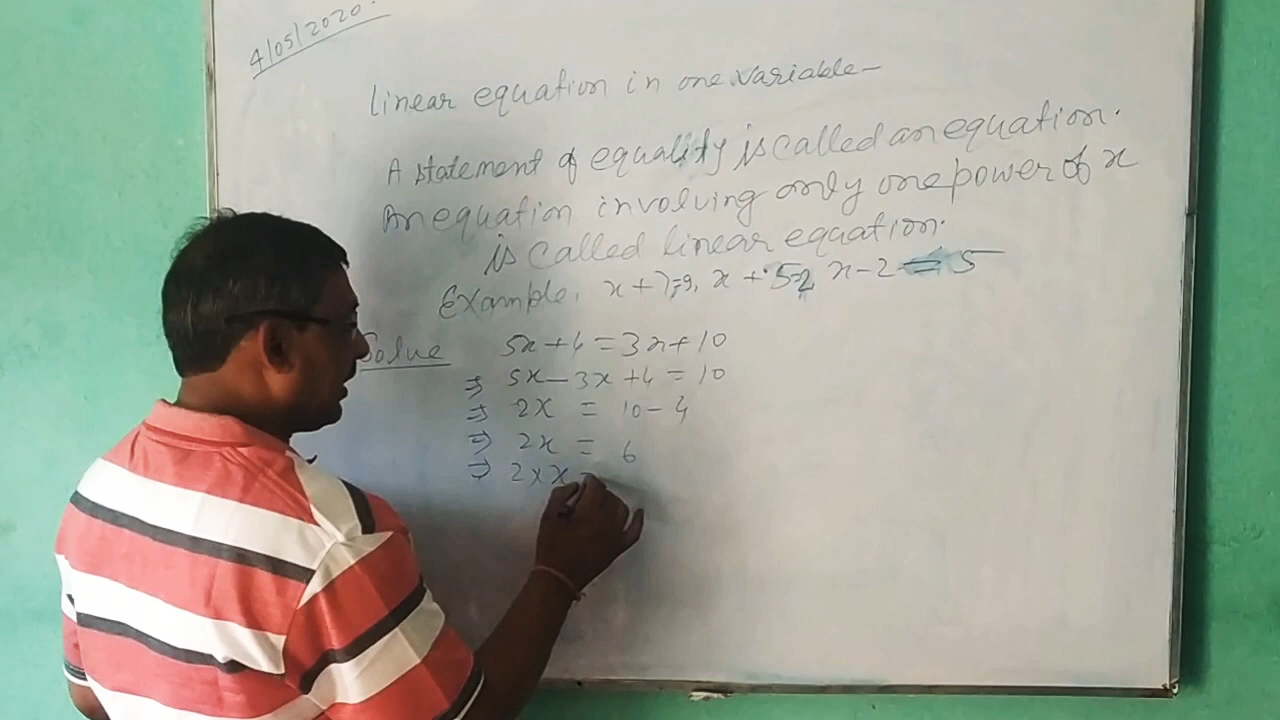 4/05/2020.
linear equation in one variable-
A statement of equality is called an equation.
An equation involving only one power of x
is called linear equation.
Example, x+7=9, x+5=2, x-2=5
Solve 5x+4=3x+10
⇒ 5x-3x+4=10
⇒ 2x = 10-4
⇒ 2x = 6
⇒ 2×x =